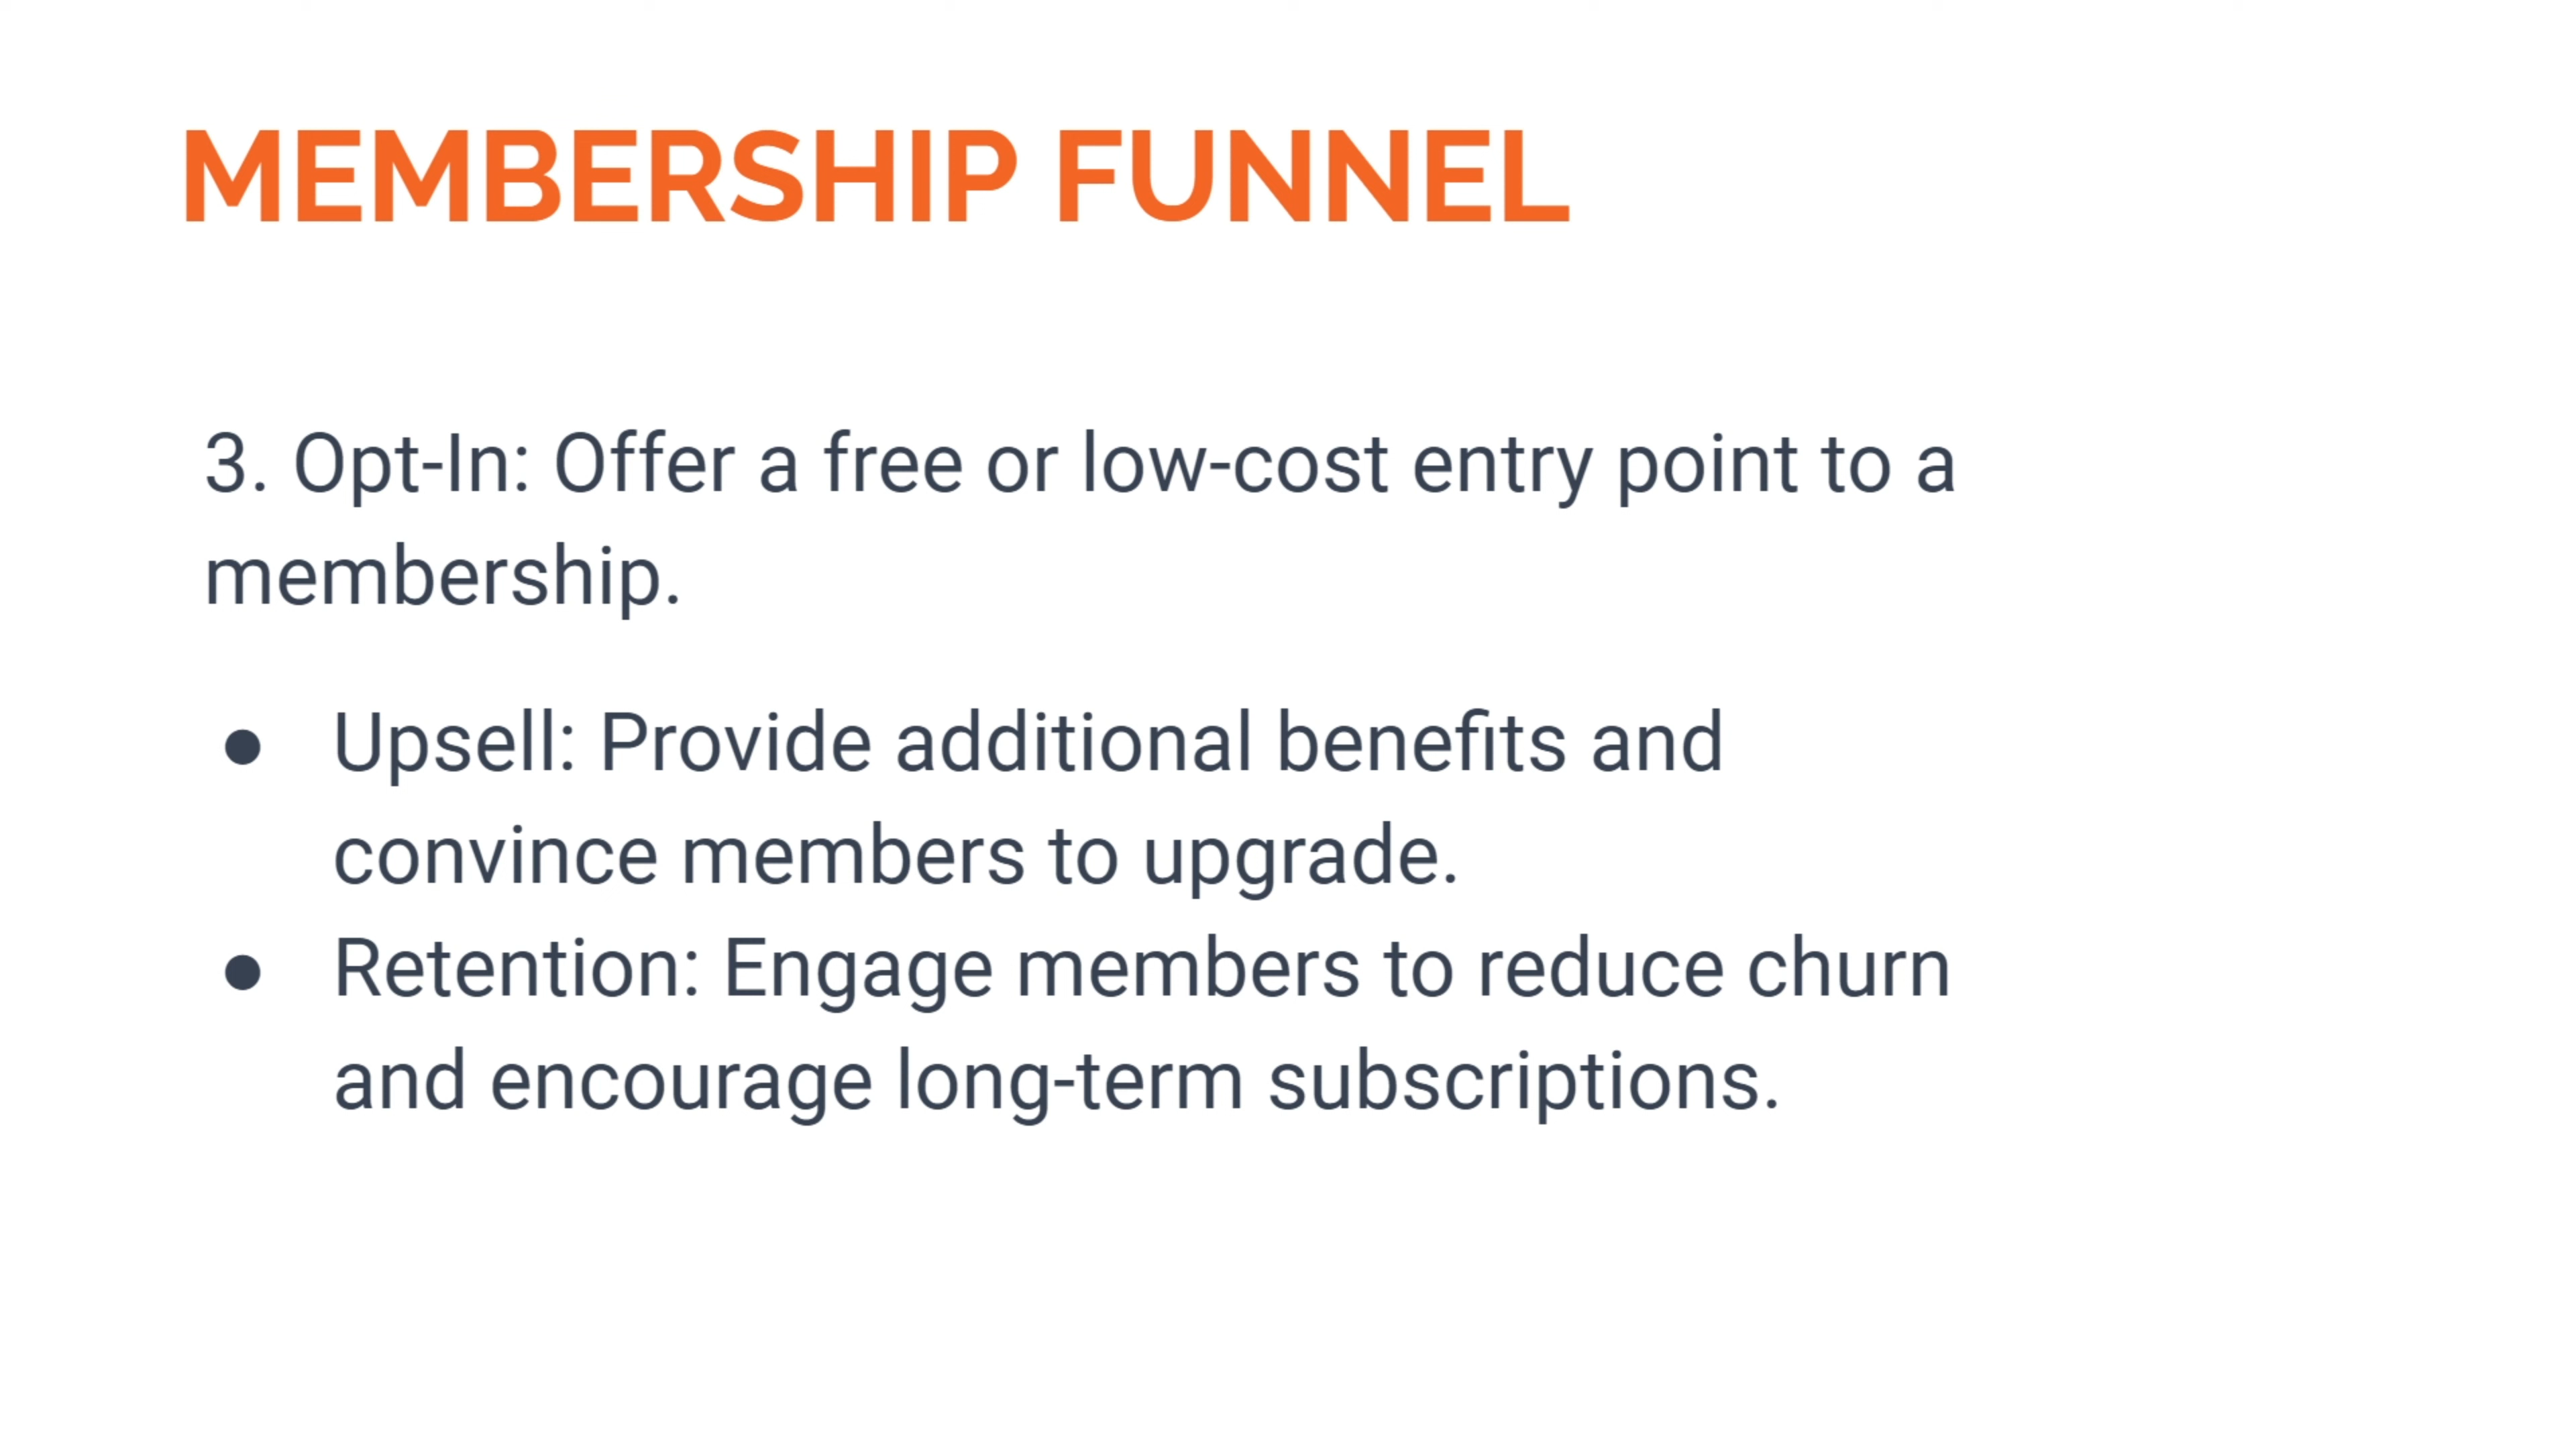 MEMBERSHIP FUNNEL
3. Opt-In: Offer a free or low-cost entry point to a
membership.
● Upsell: Provide additional benefits and
convince members to upgrade.
● Retention: Engage members to reduce churn
and encourage long-term subscriptions.